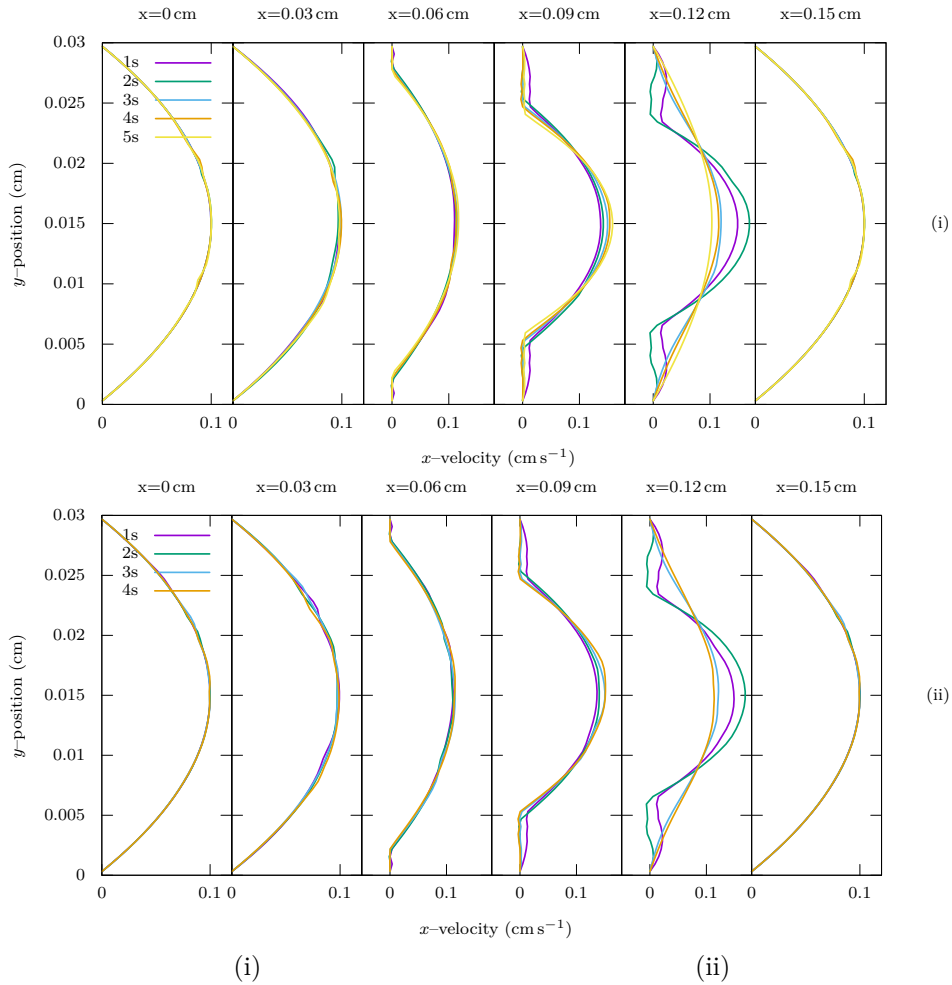 x=0 cm x=0.03 cm x=0.06 cm x=0.09 cm x=0.12 cm x=0.15 cm
0.03
1s
2s
0.025
3s
4s
5s
0.02
y–position (cm)
0.015
(i)
0.01
0.005
0
0 0.1 0 0.1 0 0.1 0 0.1 0 0.1 0 0.1
x–velocity (cm s⁻¹)
x=0 cm x=0.03 cm x=0.06 cm x=0.09 cm x=0.12 cm x=0.15 cm
0.03
1s
2s
0.025
3s
4s
0.02
y–position (cm)
0.015
(ii)
0.01
0.005
0
0 0.1 0 0.1 0 0.1 0 0.1 0 0.1 0 0.1
x–velocity (cm s⁻¹)
(i) (ii)